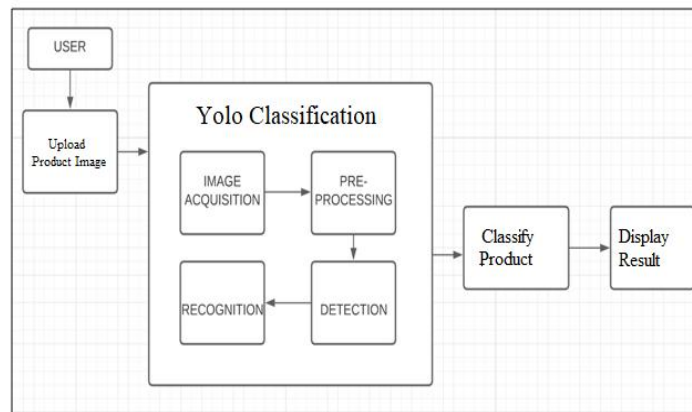 USER
Upload
Product Image
Yolo Classification
IMAGE
ACQUISITION
PRE-
PROCESSING
RECOGNITION
DETECTION
Classify
Product
Display
Result